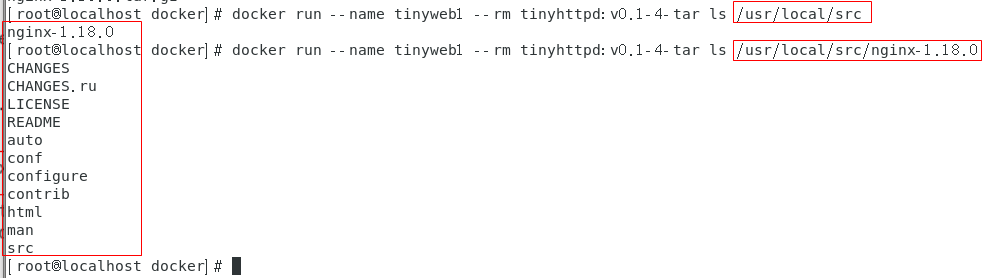 [root@localhost docker]# docker run --name tinyweb1 --rm tinyhttpd:v0.1-4-tar ls /usr/local/src
nginx-1.18.0
[root@localhost docker]# docker run --name tinyweb1 --rm tinyhttpd:v0.1-4-tar ls /usr/local/src/nginx-1.18.0
CHANGES
CHANGES.ru
LICENSE
README
auto
conf
configure
contrib
html
man
src
[root@localhost docker]#